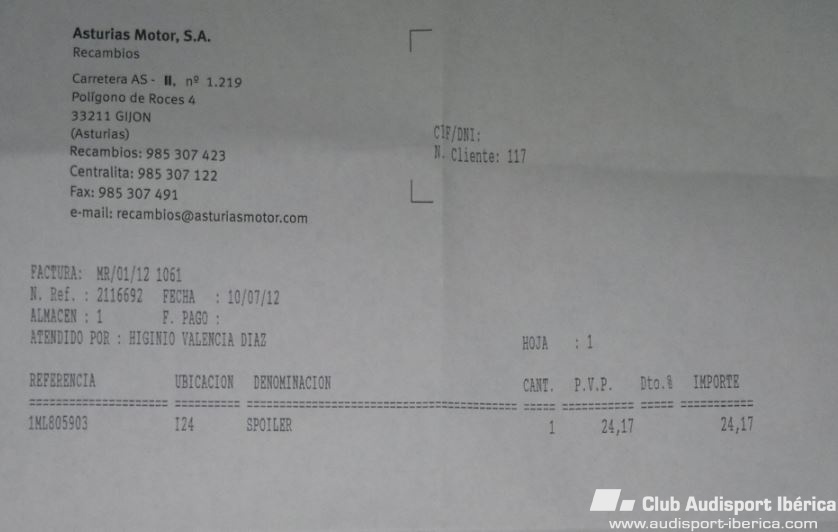 Asturias Motor, S.A.
Recambios
Carretera AS - II, nº 1.219
Polígono de Roces 4
33211 GIJON
(Asturias)
Recambios: 985 307 423
Centralita: 985 307 122
Fax: 985 307 491
e-mail: recambios@asturiasmotor.com
CIF/DNI:
N. Cliente: 117
FACTURA: MR/01/12 1061
N. Ref. : 2116692 FECHA : 10/07/12
ALMACEN : 1 F. PAGO :
ATENDIDO POR : HIGINIO VALENCIA DIAZ
HOJA : 1
REFERENCIA UBICACION DENOMINACION CANT. P.V.P. Dto.% IMPORTE
1ML805903 I24 SPOILER 1 24,17 24,17
Club Audisport Ibérica
www.audisport-iberica.com